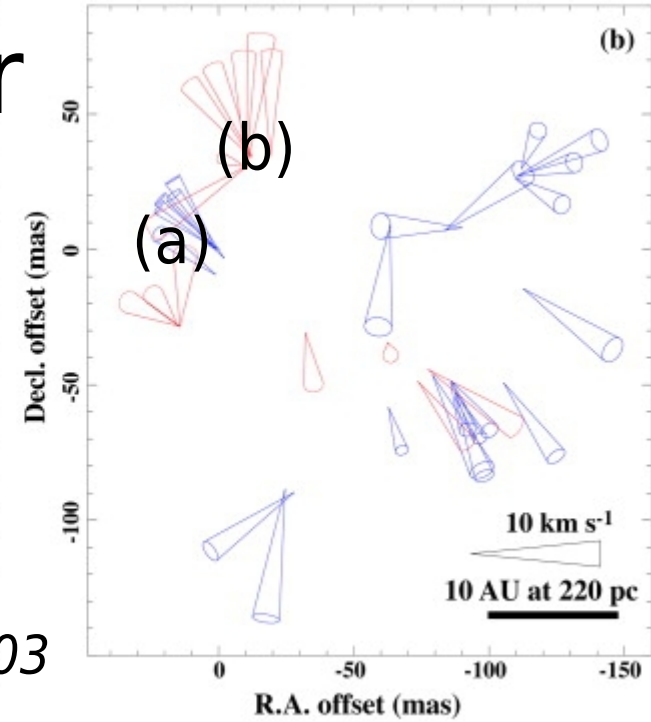 r
(b)
(b)
(a)
50
0
-50
-100
Decl. offset (mas)
10 km s-1
10 AU at 220 pc
03
0
-50
-100
-150
R.A. offset (mas)